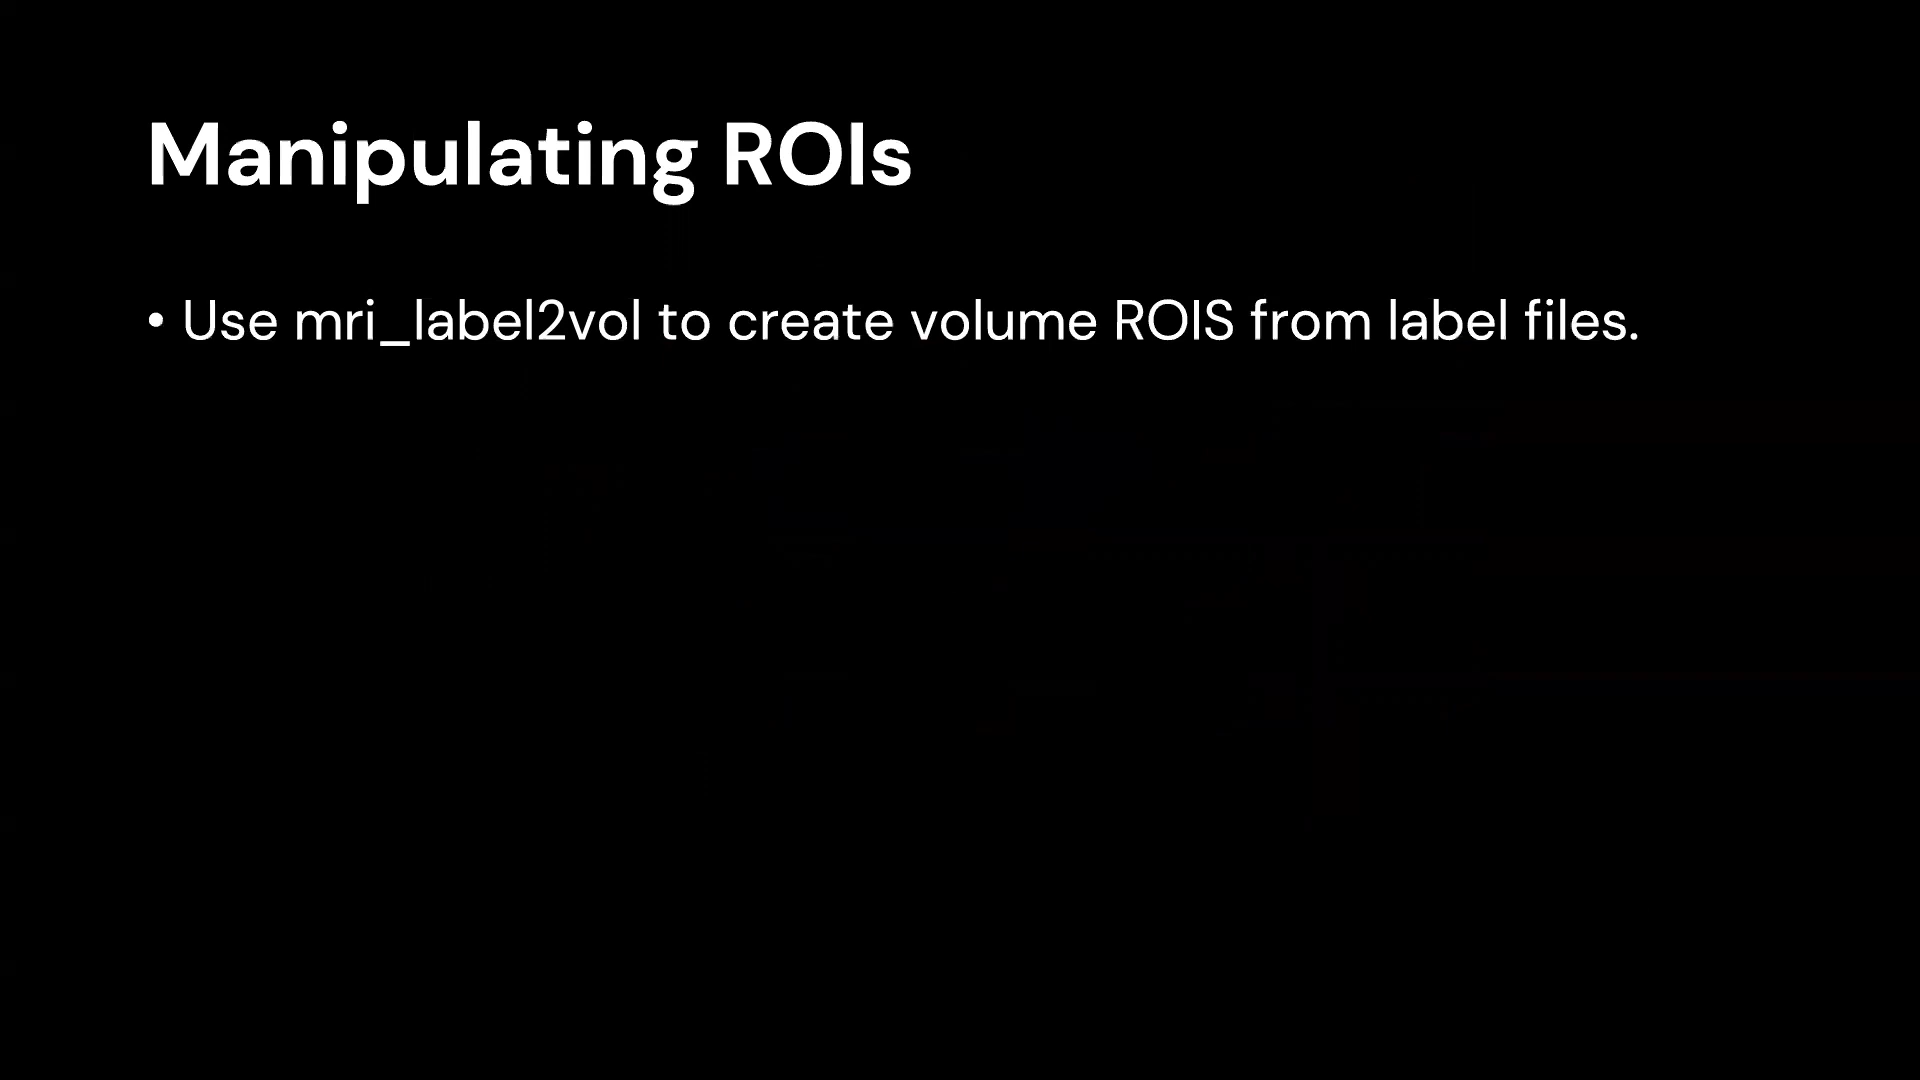 Manipulating ROIs
• Use mri_label2vol to create volume ROIS from label files.